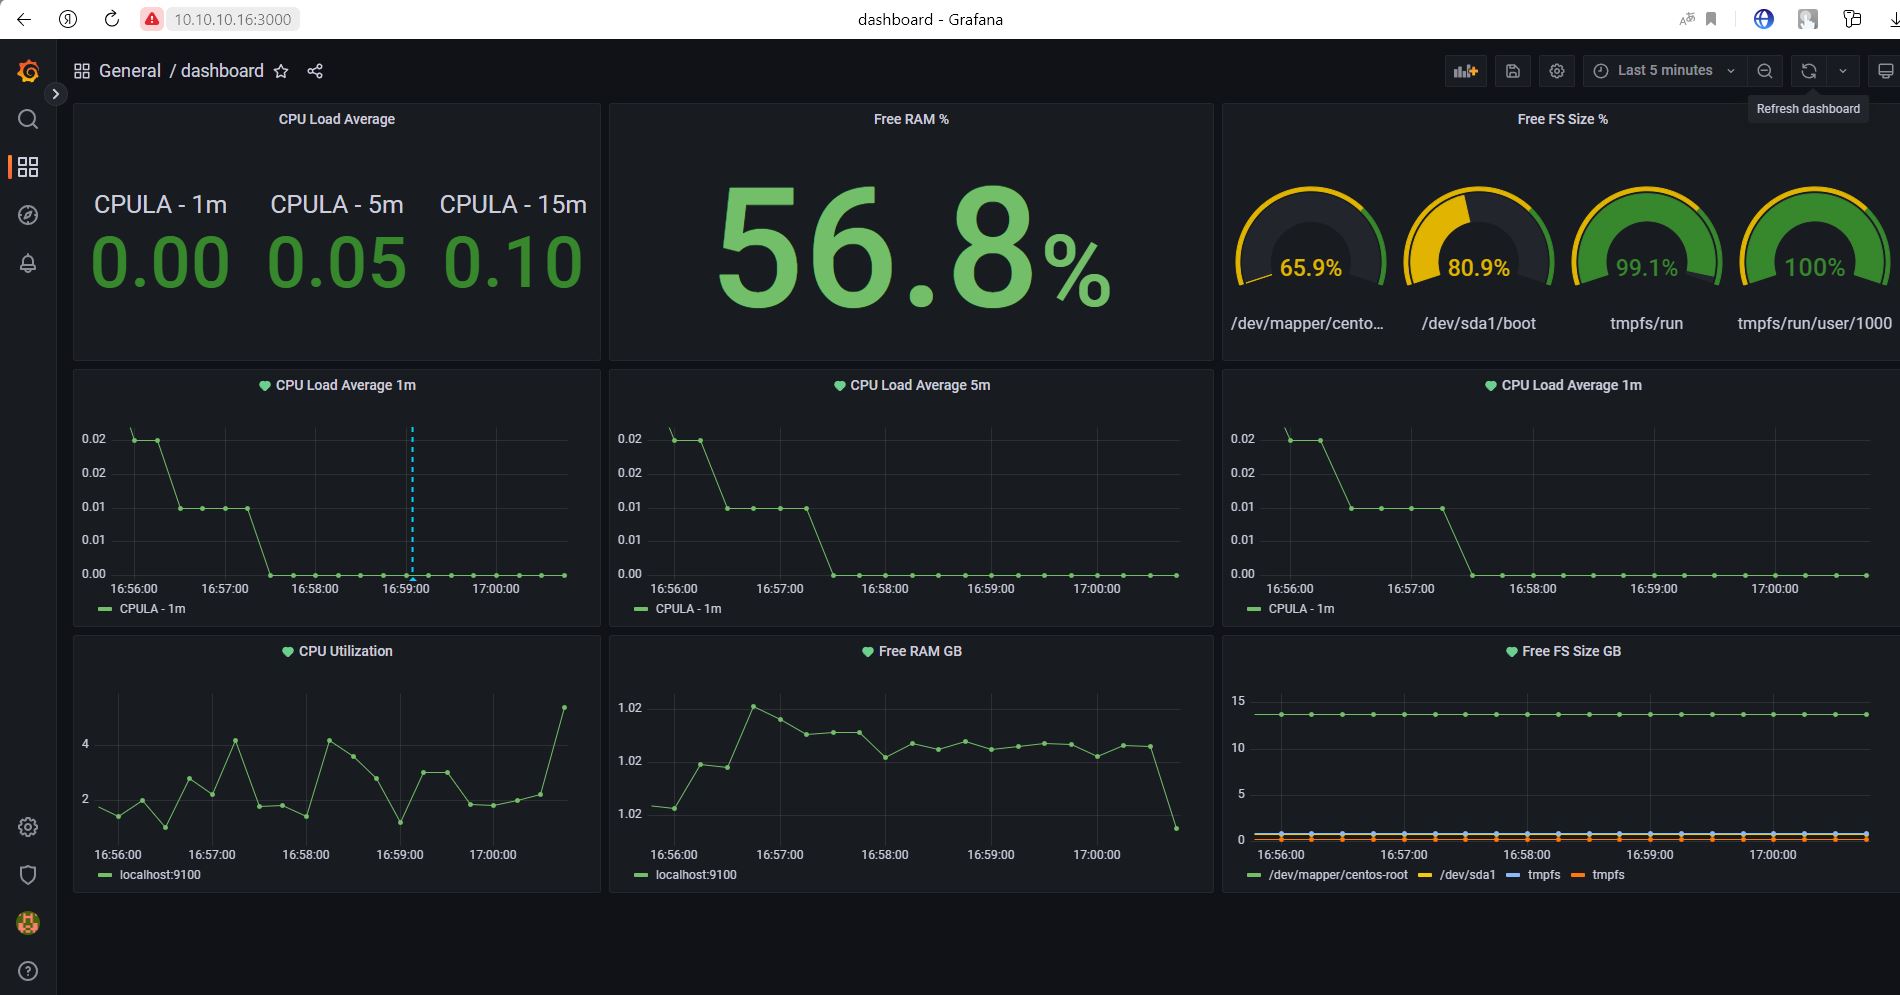 10.10.10.16:3000
dashboard - Grafana
General / dashboard
Last 5 minutes
Refresh dashboard
CPU Load Average
CPULA - 1m
0.00
CPULA - 5m
0.05
CPULA - 15m
0.10
Free RAM %
56.8%
Free FS Size %
65.9%
/dev/mapper/cento...
80.9%
/dev/sda1/boot
99.1%
tmpfs/run
100%
tmpfs/run/user/1000
CPU Load Average 1m
0.02
0.02
0.01
0.01
0.00
16:56:00 16:57:00 16:58:00 16:59:00 17:00:00
CPULA - 1m
CPU Load Average 5m
0.02
0.02
0.01
0.01
0.00
16:56:00 16:57:00 16:58:00 16:59:00 17:00:00
CPULA - 1m
CPU Load Average 1m
0.02
0.02
0.01
0.01
0.00
16:56:00 16:57:00 16:58:00 16:59:00 17:00:00
CPULA - 1m
CPU Utilization
4
2
16:56:00 16:57:00 16:58:00 16:59:00 17:00:00
localhost:9100
Free RAM GB
1.02
1.02
1.02
16:56:00 16:57:00 16:58:00 16:59:00 17:00:00
localhost:9100
Free FS Size GB
15
10
5
0
16:56:00 16:57:00 16:58:00 16:59:00 17:00:00
/dev/mapper/centos-root /dev/sda1 tmpfs tmpfs